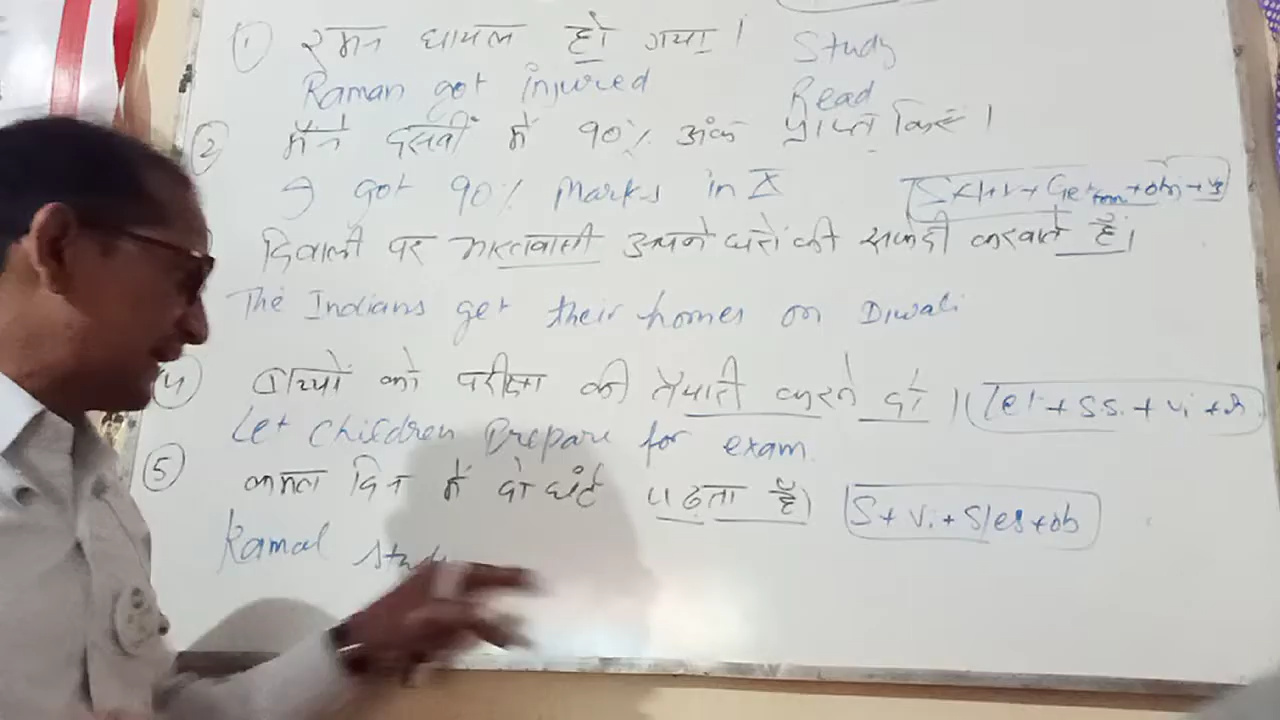 ① रमन घायल हो गया। Study
Raman got injured Read
② मैंने दसवीं में 90% अंक प्राप्त किए।
I got 90% Marks in X
दिवाली पर भारतवासी अपने घरों की सफेदी करवाते हैं।
The Indians get their homes on Diwali
4 बच्चों को परीक्षा की तैयारी करने दो। Let + SS. + V1 +
Let Children Prepare for exam.
⑤ कमल दिन में दो घंटे पढ़ता है। S + V1 + S/es + ob
Kamal